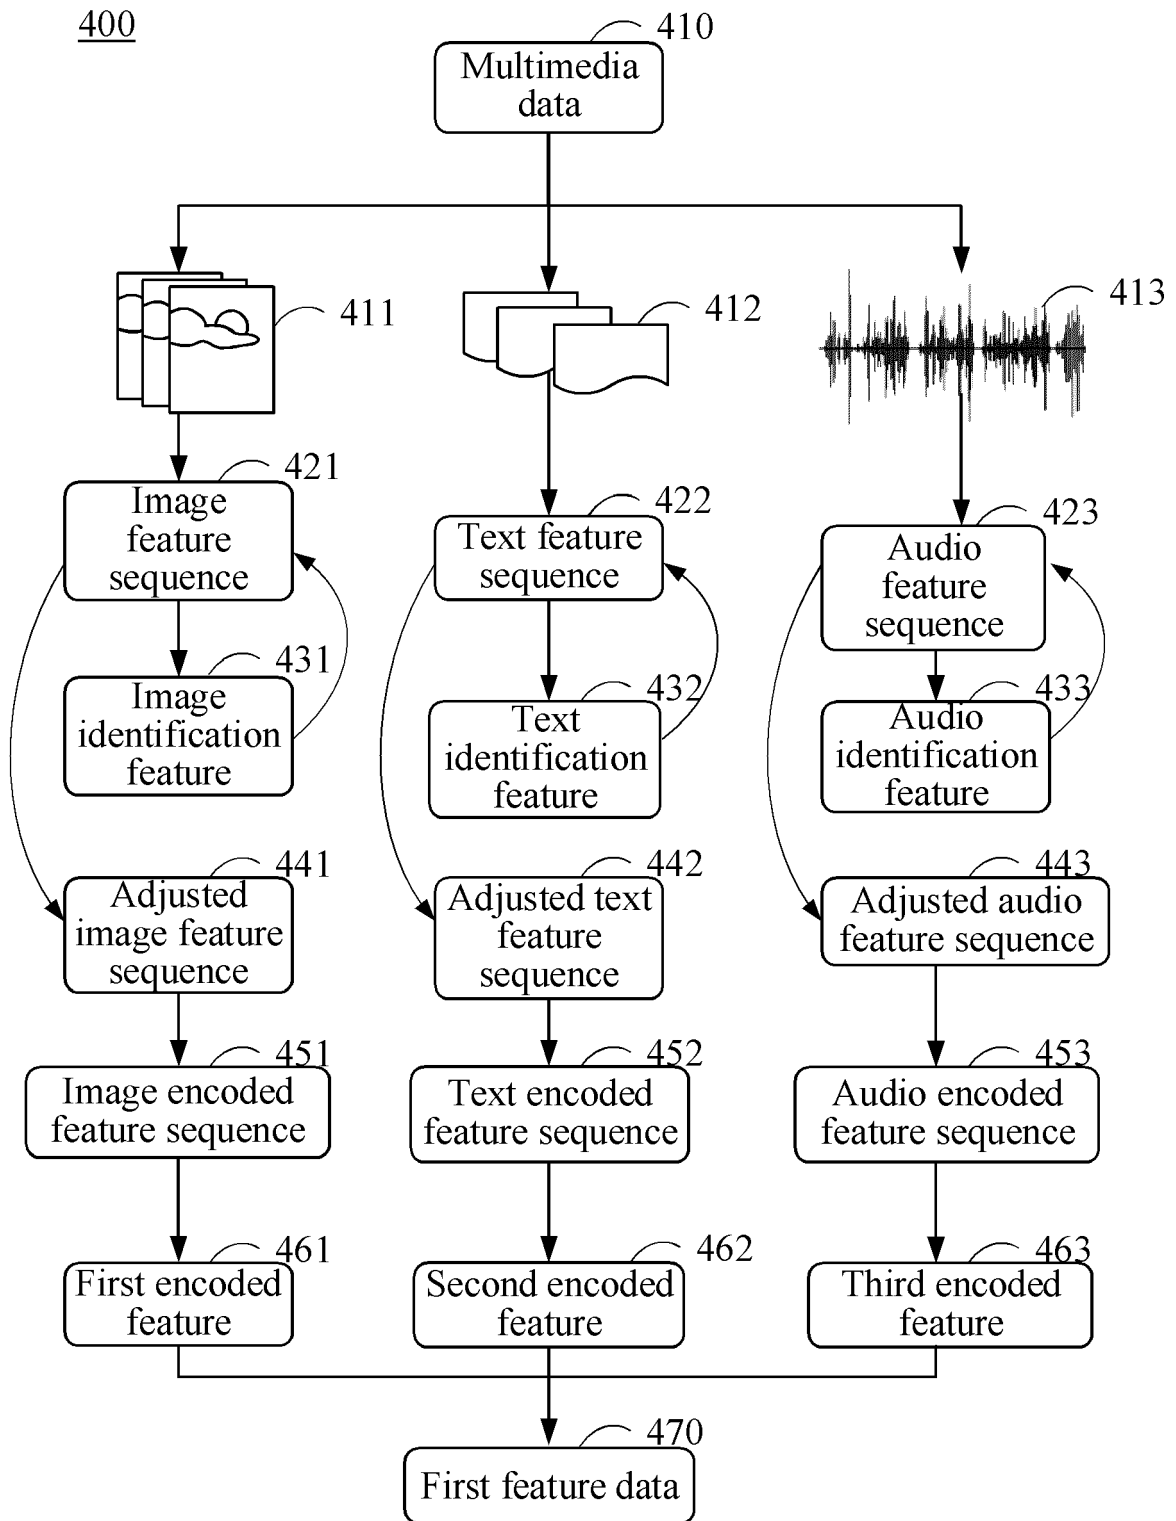 400
410
Multimedia
data
411
412
413
421
Image
feature
sequence
422
Text feature
sequence
423
Audio
feature
sequence
431
Image
identification
feature
432
Text
identification
feature
433
Audio
identification
feature
441
Adjusted
image feature
sequence
442
Adjusted text
feature
sequence
443
Adjusted audio
feature sequence
451
Image encoded
feature sequence
452
Text encoded
feature sequence
453
Audio encoded
feature sequence
461
First encoded
feature
462
Second encoded
feature
463
Third encoded
feature
470
First feature data